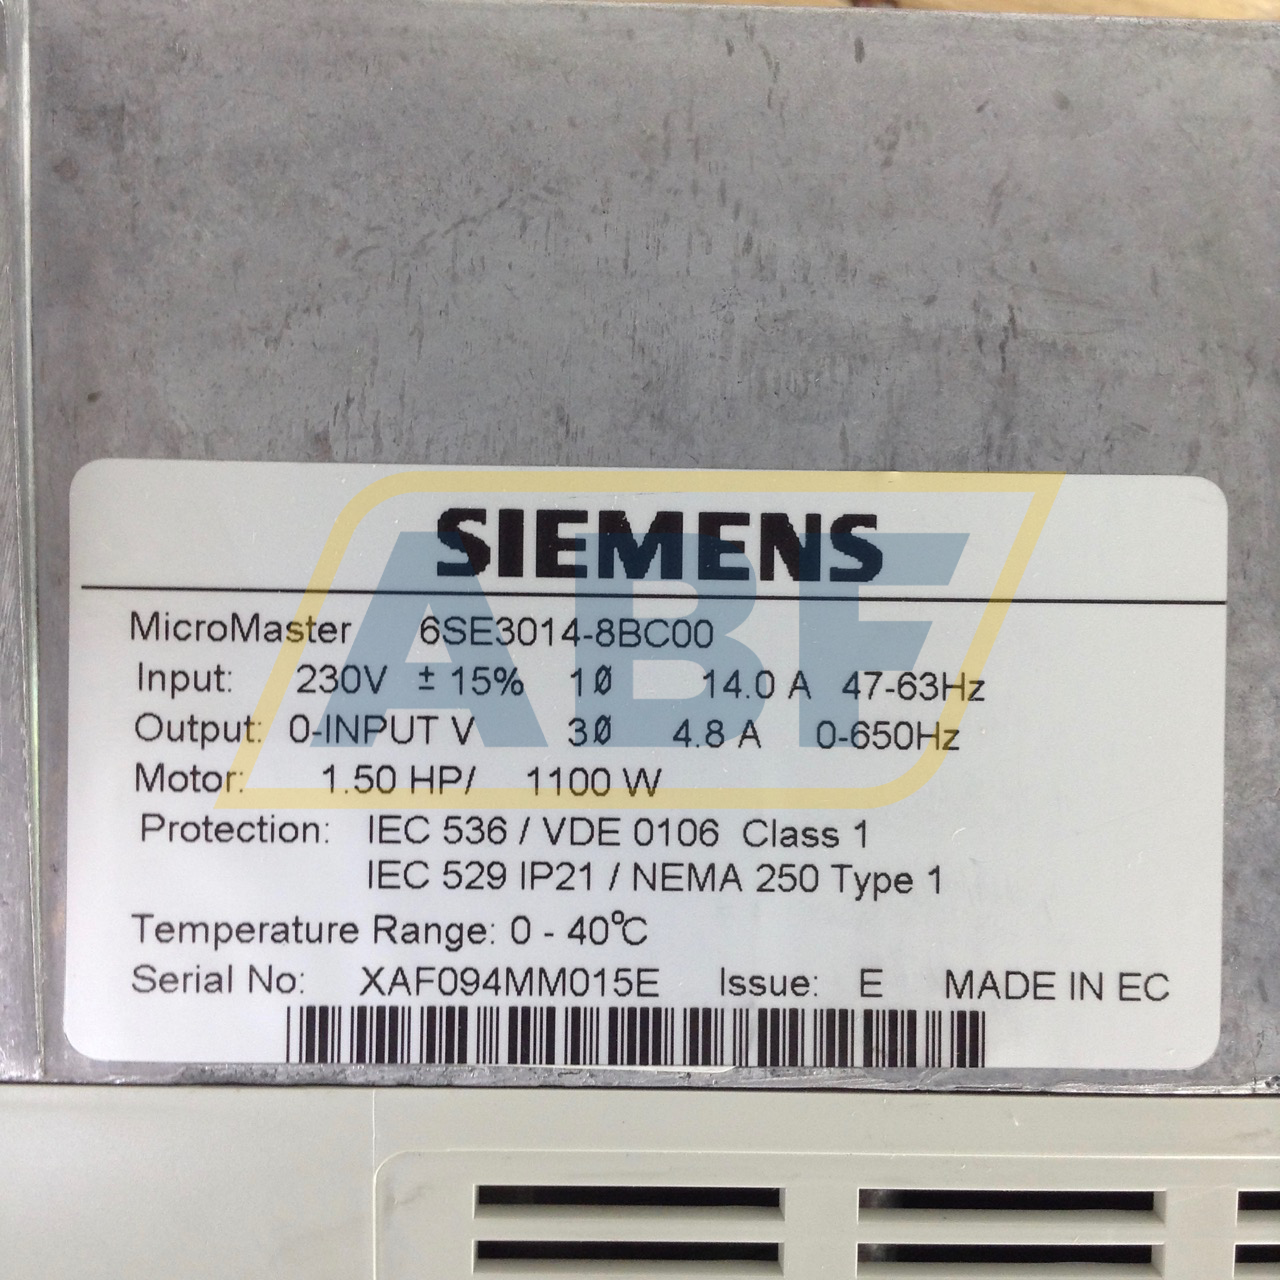 SIEMENS
MicroMaster 6SE3014-8BC00
Input: 230V ± 15% 1Ø 14.0 A 47-63Hz
Output: 0-INPUT V 3Ø 4.8 A 0-650Hz
Motor: 1.50 HP/ 1100 W
Protection: IEC 536 / VDE 0106 Class 1
IEC 529 IP21 / NEMA 250 Type 1
Temperature Range: 0 - 40°C
Serial No: XAF094MM015E Issue: E MADE IN EC
ABF